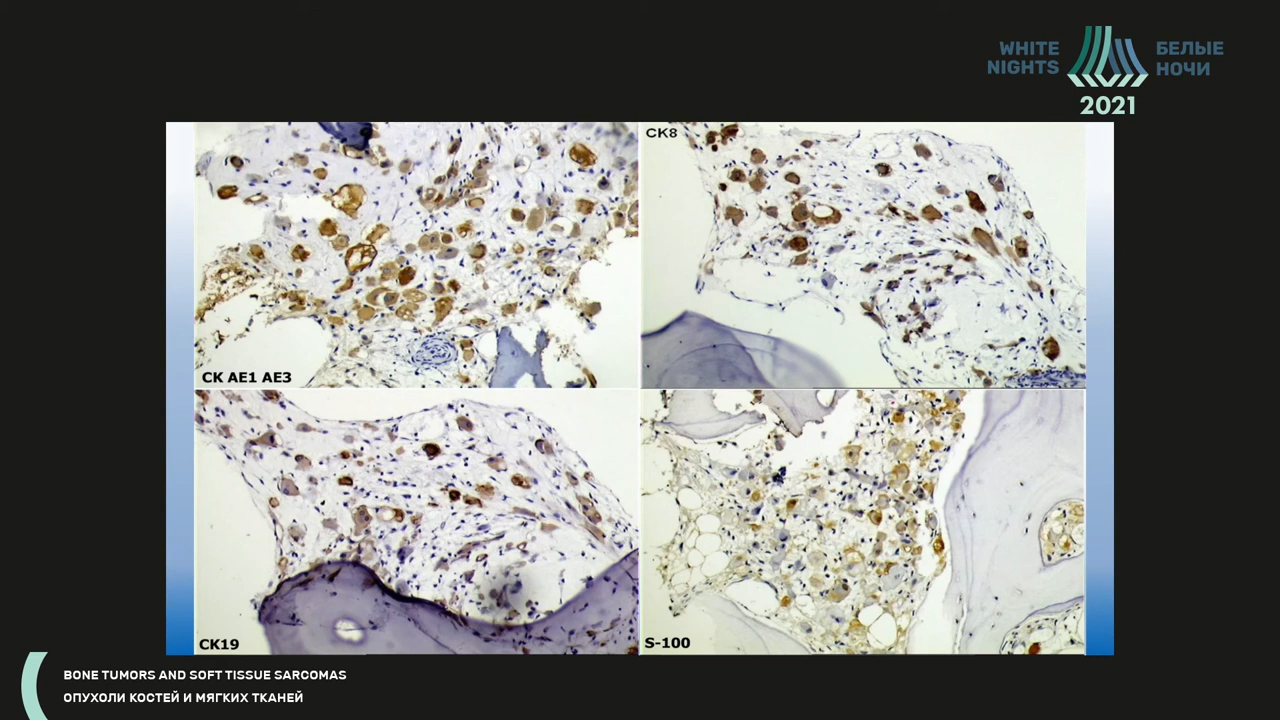 WHITE NIGHTS
БЕЛЫЕ НОЧИ
2021
CK AE1 AE3
CK8
CK19
S-100
BONE TUMORS AND SOFT TISSUE SARCOMAS
ОПУХОЛИ КОСТЕЙ И МЯГКИХ ТКАНЕЙ